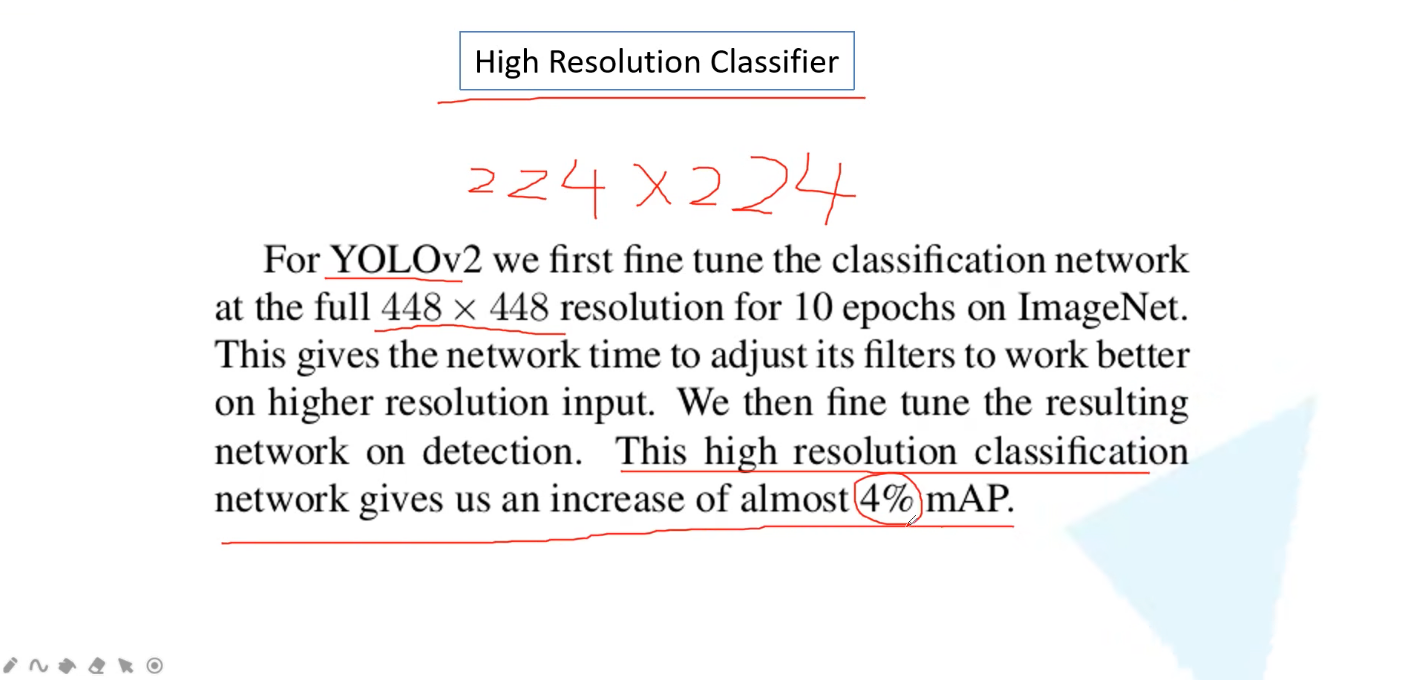 High Resolution Classifier
224 × 224
For YOLOv2 we first fine tune the classification network
at the full 448 × 448 resolution for 10 epochs on ImageNet.
This gives the network time to adjust its filters to work better
on higher resolution input. We then fine tune the resulting
network on detection. This high resolution classification
network gives us an increase of almost 4% mAP.